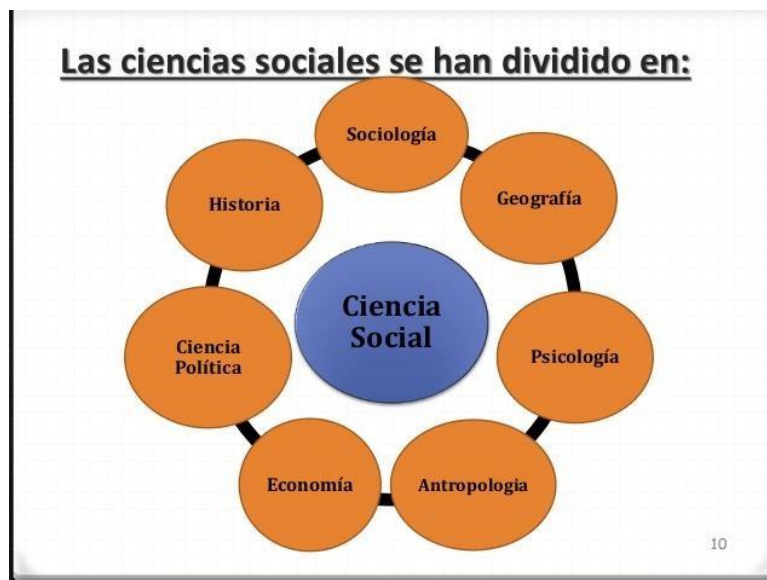 Las ciencias sociales se han dividido en:
Sociología
Geografía
Psicología
Antropologia
Economía
Ciencia
Política
Historia
Ciencia
Social
10